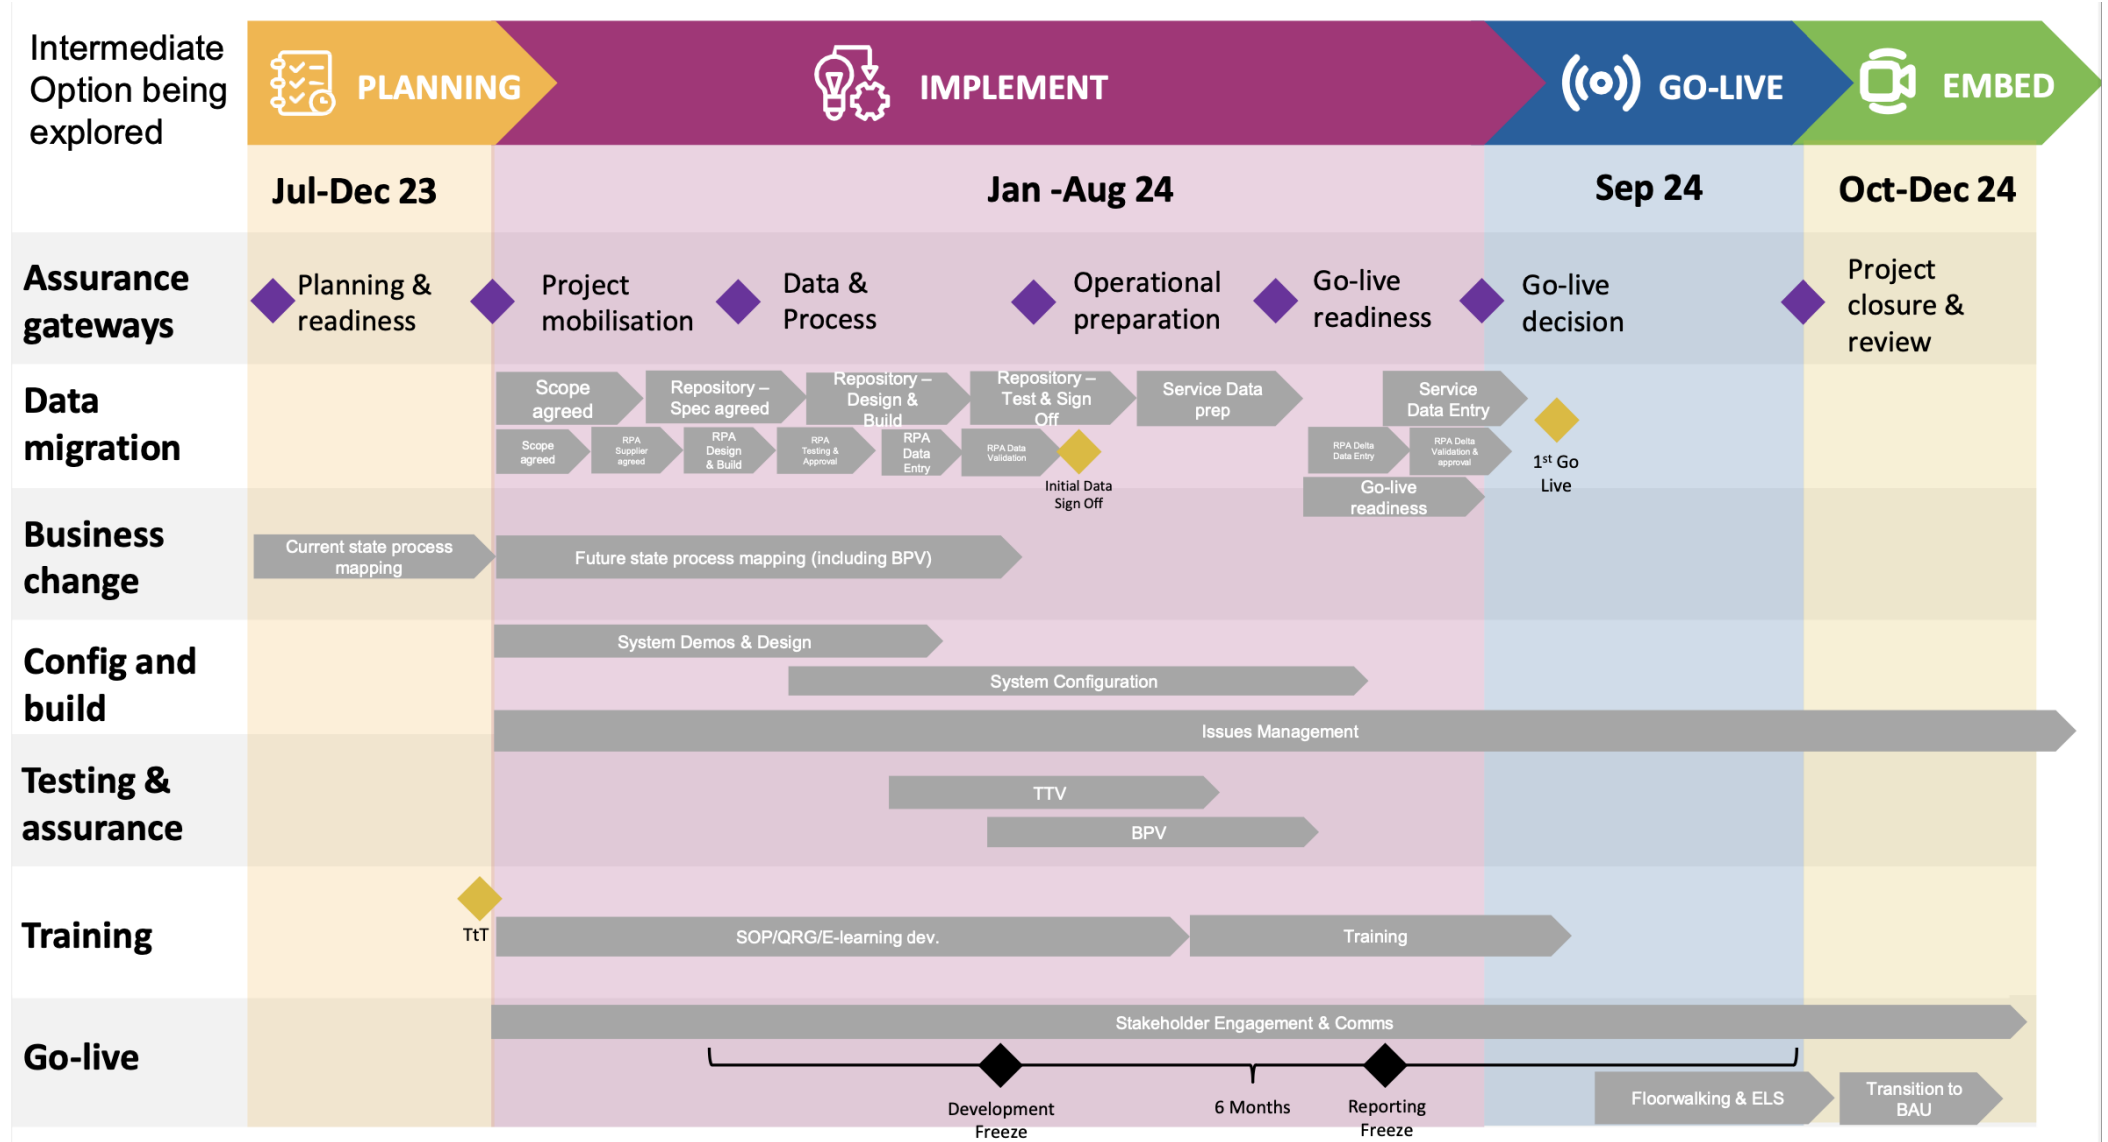 Intermediate
Option being
explored
PLANNING
IMPLEMENT
GO-LIVE
EMBED
Jul-Dec 23
Jan -Aug 24
Sep 24
Oct-Dec 24
Assurance
gateways
Planning &
readiness
Project
mobilisation
Data &
Process
Operational
preparation
Go-live
readiness
Go-live
decision
Project
closure &
review
Data
migration
Scope
agreed
Repository –
Spec agreed
Repository –
Design &
Build
Repository –
Test & Sign
Off
Service Data
prep
Service
Data Entry
Scope
agreed
RPA
Supplier
agreed
RPA
Design
& Build
RPA
Testing &
Approval
RPA
Data
Entry
RPA Data
Validation
Initial Data
Sign Off
RPA Delta
Data Entry
RPA Delta
Validation &
approval
1st Go
Live
Go-live
readiness
Business
change
Current state process
mapping
Future state process mapping (including BPV)
Config and
build
System Demos & Design
System Configuration
Issues Management
Testing &
assurance
TTV
BPV
Training
TtT
SOP/QRG/E-learning dev.
Training
Go-live
Stakeholder Engagement & Comms
Development
Freeze
6 Months
Reporting
Freeze
Floorwalking & ELS
Transition to
BAU